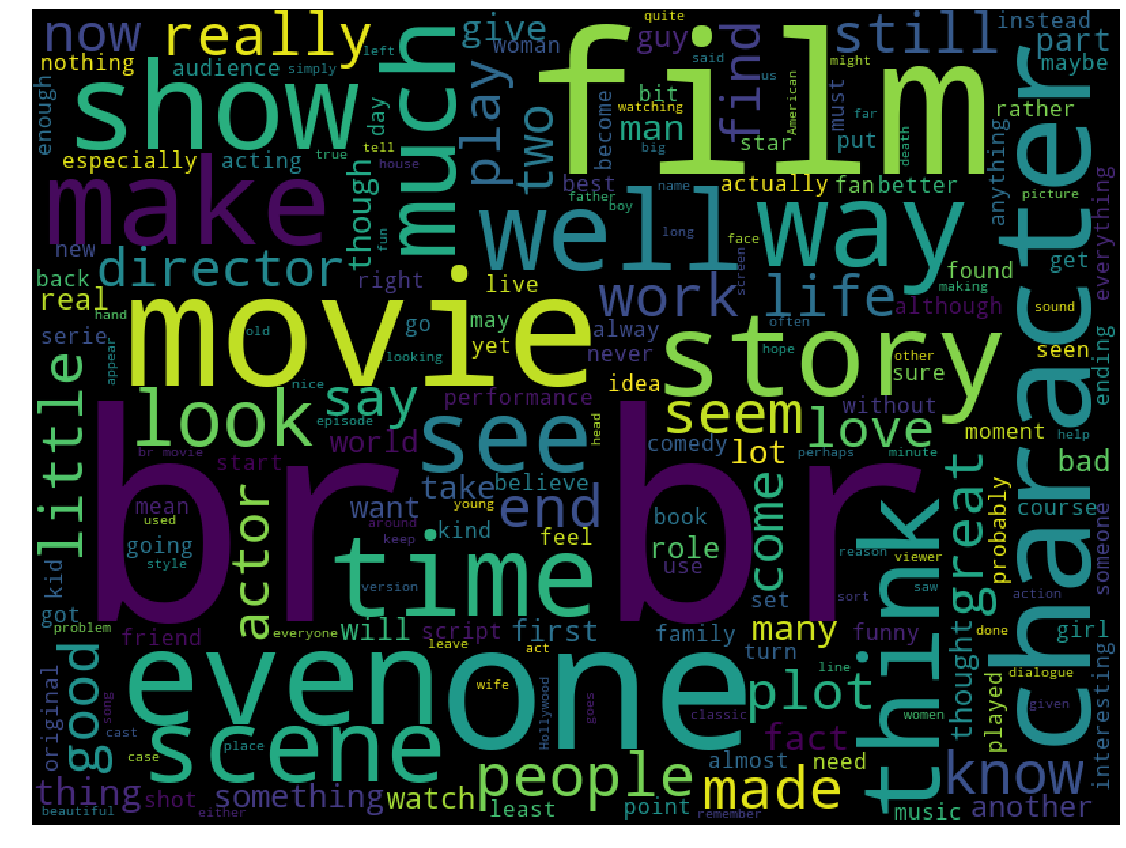 now
really
much
give
quite
woman
guy
find
still
instead
part
nothing
audience
simply
left
film
said
us
might
maybe
enough
show
play
two
become
bit
man
watching
big
star
American
must
far
put
rather
character
especially
acting
true
day
tell
house
though
best
father
name
boy
actually
fan
better
death
anything
picture
everything
make
fun
well
long
face
way
new
director
right
live
screen
found
making
get
back
real
hand
movie
old
work
life
although
sound
serie
appear
go
may
yet
looking
alway
never
often
hope
story
other
sure
seen
ending
little
look
nice
say
episode
performance
idea
seem
without
love
moment
help
br movie
world
start
see
head
comedy
lot
perhaps
minute
bad
br br
mean
used
going
style
actor
want
young
around
keep
take
believe
kind
end
feel
book
role
use
come
think
great
probably
course
someone
kid
got
problem
friend
time
version
reason
viewer
saw
sort
set
action
everyone
will
script
leave
first
act
family
turn
many
funny
line
thought
done
girl
good
original
song
cast
even
one
wife
Hollywood
goes
classic
plot
women
played
dialogue
given
interesting
case
place
scene
people
fact
almost
need
know
thing
shot
something
watch
least
point
made
remember
music
another
beautiful
either